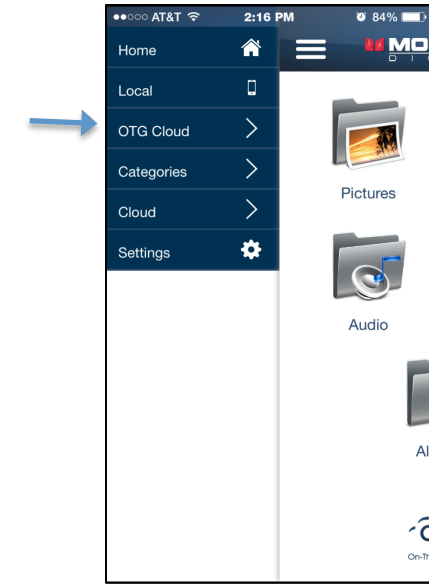 AT&T 2:16 PM 84%
Home
Local
OTG Cloud
Categories
Cloud
Settings
Pictures
Audio